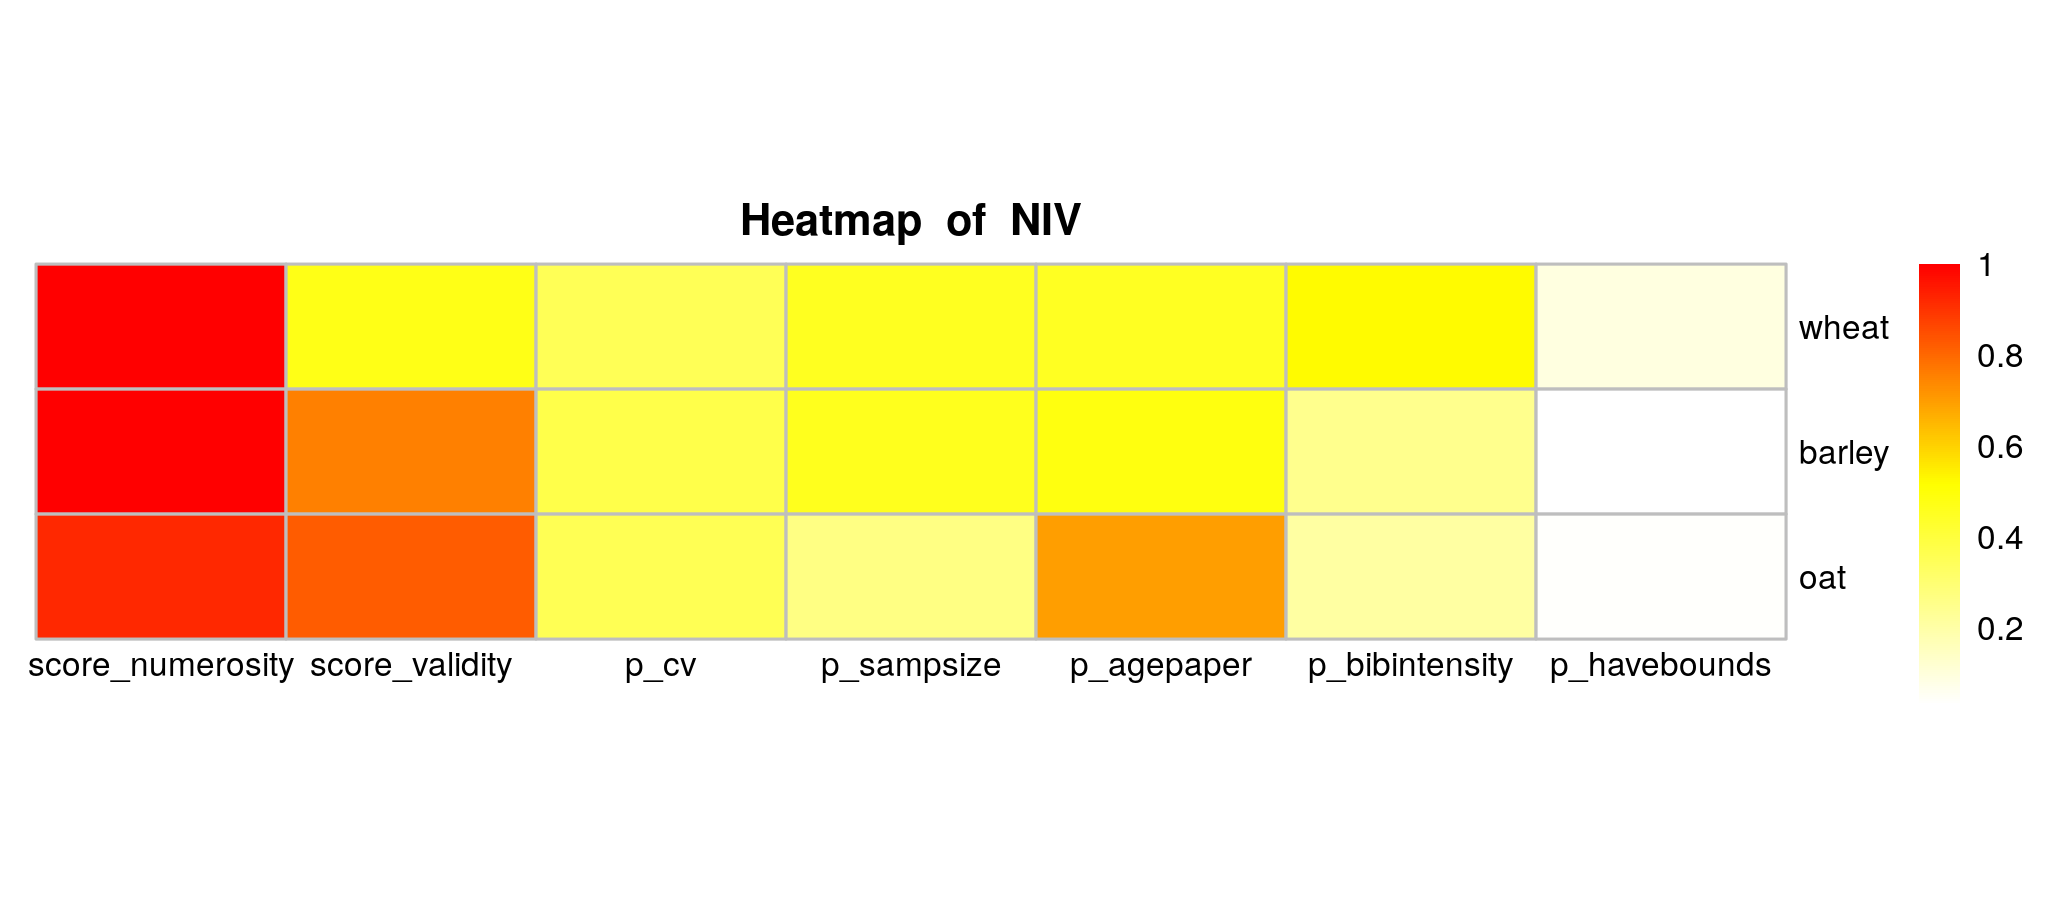 Heatmap of NIV
1
0.8
0.6
0.4
0.2
wheat
barley
oat
score_numerosity score_validity p_cv p_sampsize p_agepaper p_bibintensity p_havebounds